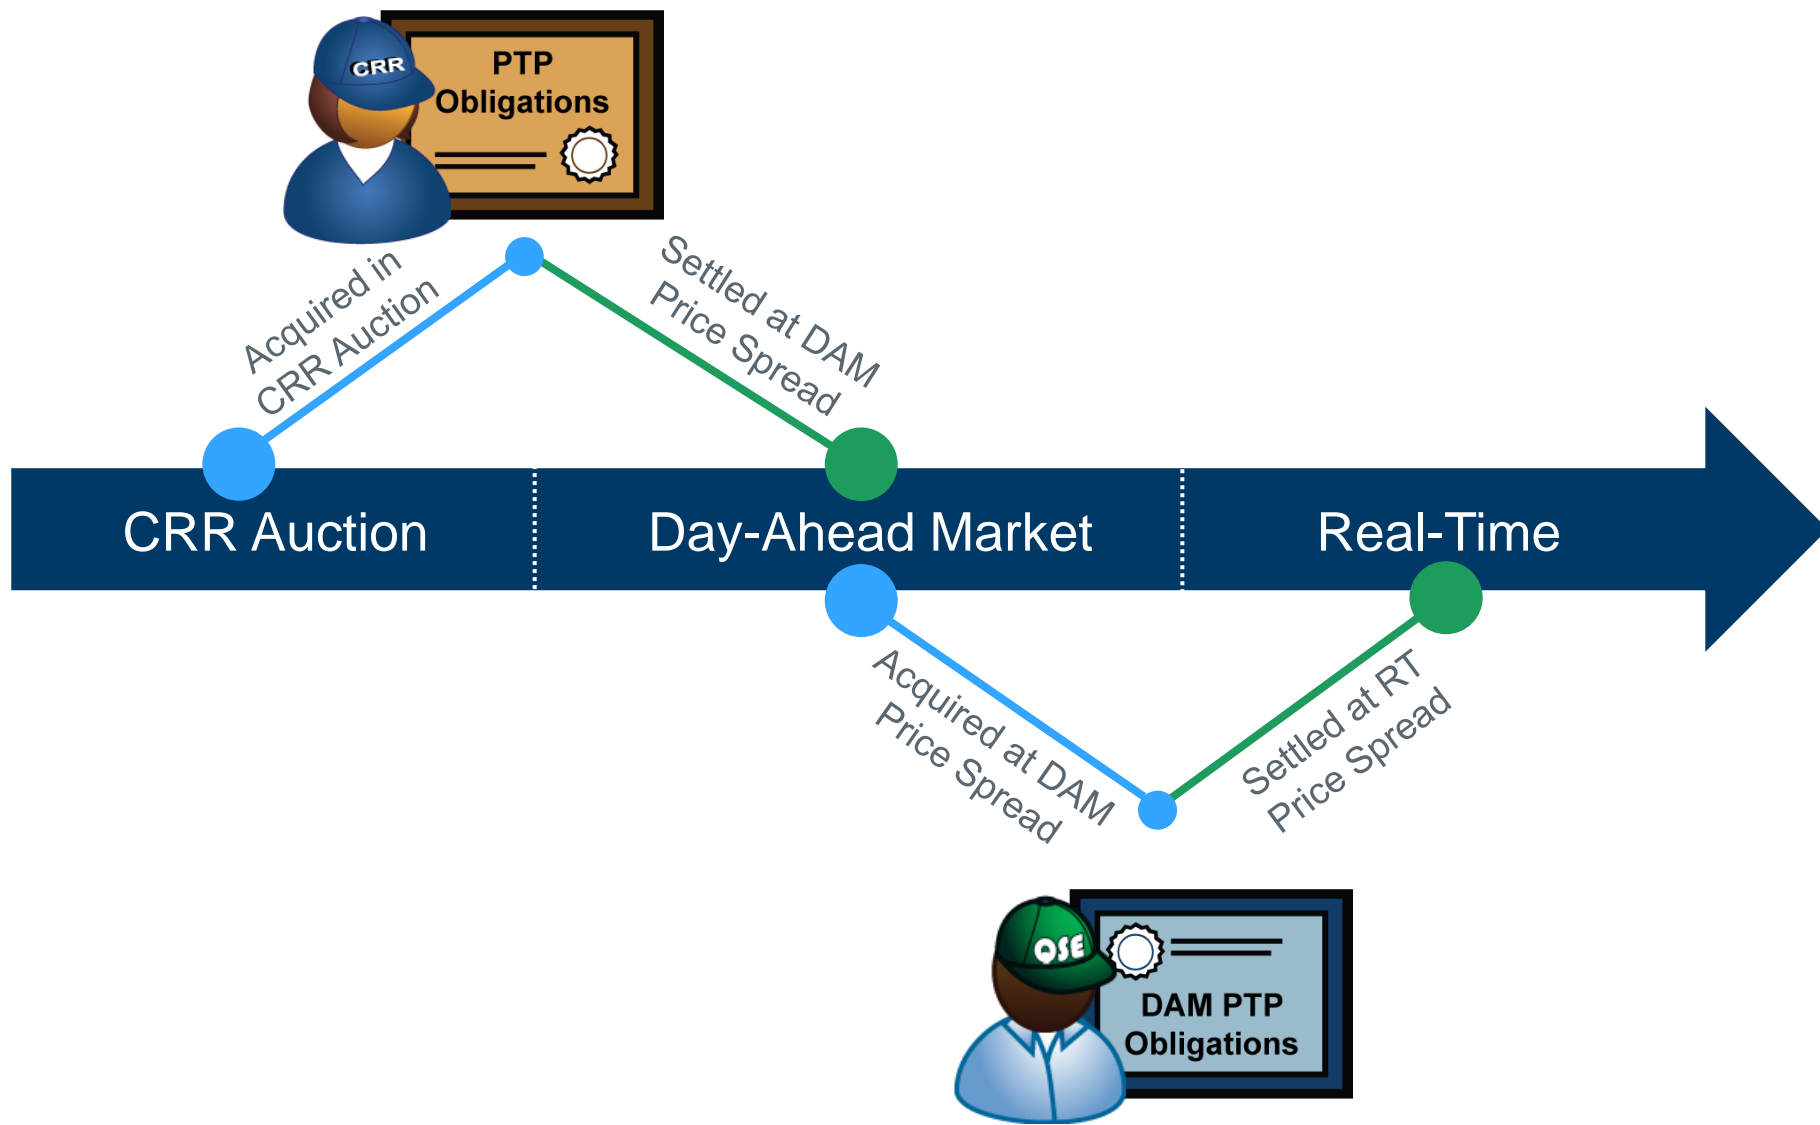 CRR
PTP
Obligations
Acquired in
CRR Auction
Settled at DAM
Price Spread
CRR Auction
Day-Ahead Market
Real-Time
Acquired at DAM
Price Spread
Settled at RT
Price Spread
QSE
DAM PTP
Obligations